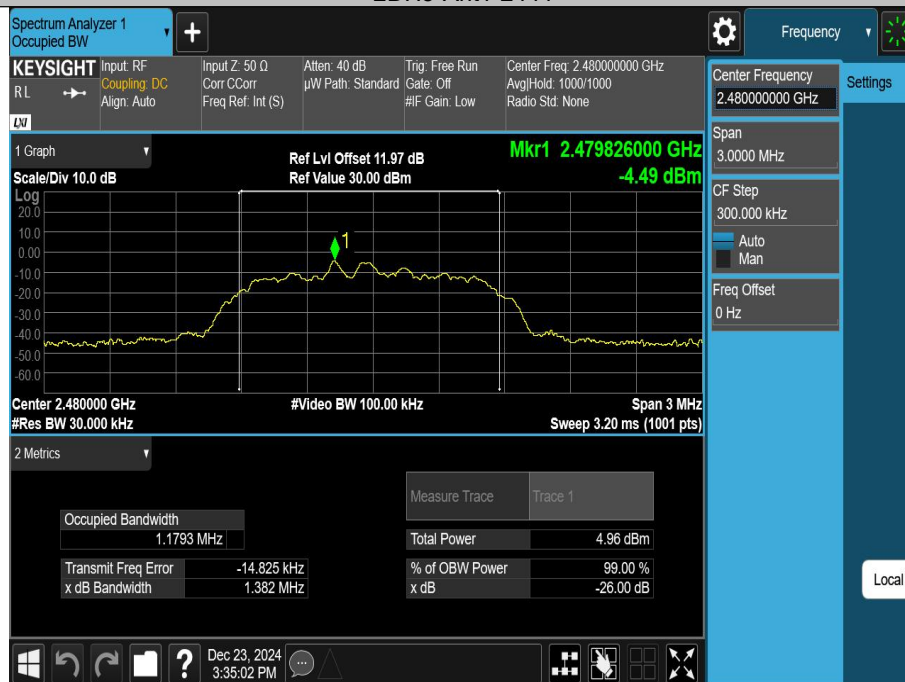 Spectrum Analyzer 1
Occupied BW
+
Frequency
KEYSIGHT
RL
LXI
Input: RF
Coupling: DC
Align: Auto
Input Z: 50 Ω
Corr CCorr
Freq Ref: Int (S)
Atten: 40 dB
µW Path: Standard
Trig: Free Run
Gate: Off
#IF Gain: Low
Center Freq: 2.480000000 GHz
Avg|Hold: 1000/1000
Radio Std: None
Center Frequency
2.480000000 GHz
Settings
Span
3.0000 MHz
CF Step
300.000 kHz
Auto
Man
Freq Offset
0 Hz
Local
1 Graph
Scale/Div 10.0 dB
Ref Lvl Offset 11.97 dB
Ref Value 30.00 dBm
Mkr1 2.479826000 GHz
-4.49 dBm
Log
20.0
10.0
0.00
-10.0
-20.0
-30.0
-40.0
-50.0
-60.0
1
Center 2.480000 GHz
#Res BW 30.000 kHz
#Video BW 100.00 kHz
Span 3 MHz
Sweep 3.20 ms (1001 pts)
2 Metrics
Measure Trace
Trace 1
Occupied Bandwidth
1.1793 MHz
Total Power
4.96 dBm
Transmit Freq Error
-14.825 kHz
% of OBW Power
99.00 %
x dB Bandwidth
1.382 MHz
x dB
-26.00 dB
?
Dec 23, 2024
3:35:02 PM